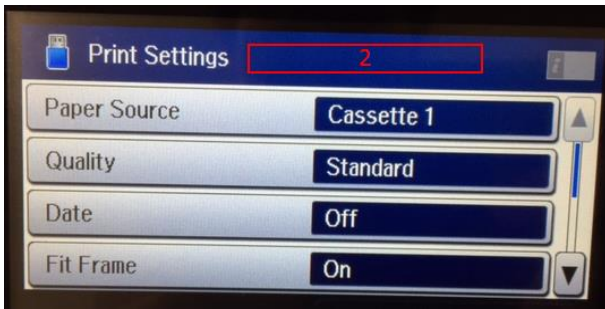 Print Settings 2
Paper Source Cassette 1
Quality Standard
Date Off
Fit Frame On